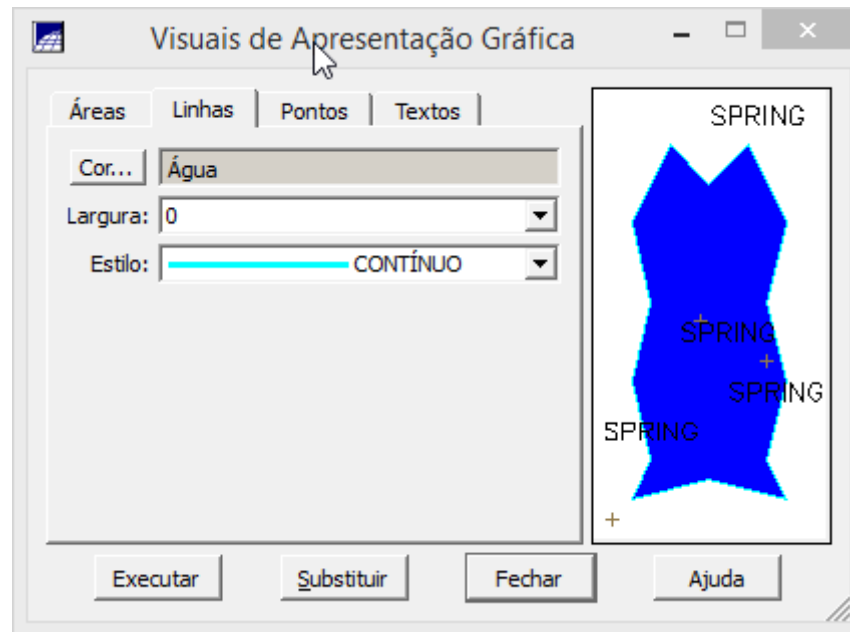 Visuais de Apresentação Gráfica
Áreas Linhas Pontos Textos
Cor... Água
Largura: 0
Estilo: CONTÍNUO
SPRING
SPRING
SPRING
SPRING
Executar Substituir Fechar Ajuda